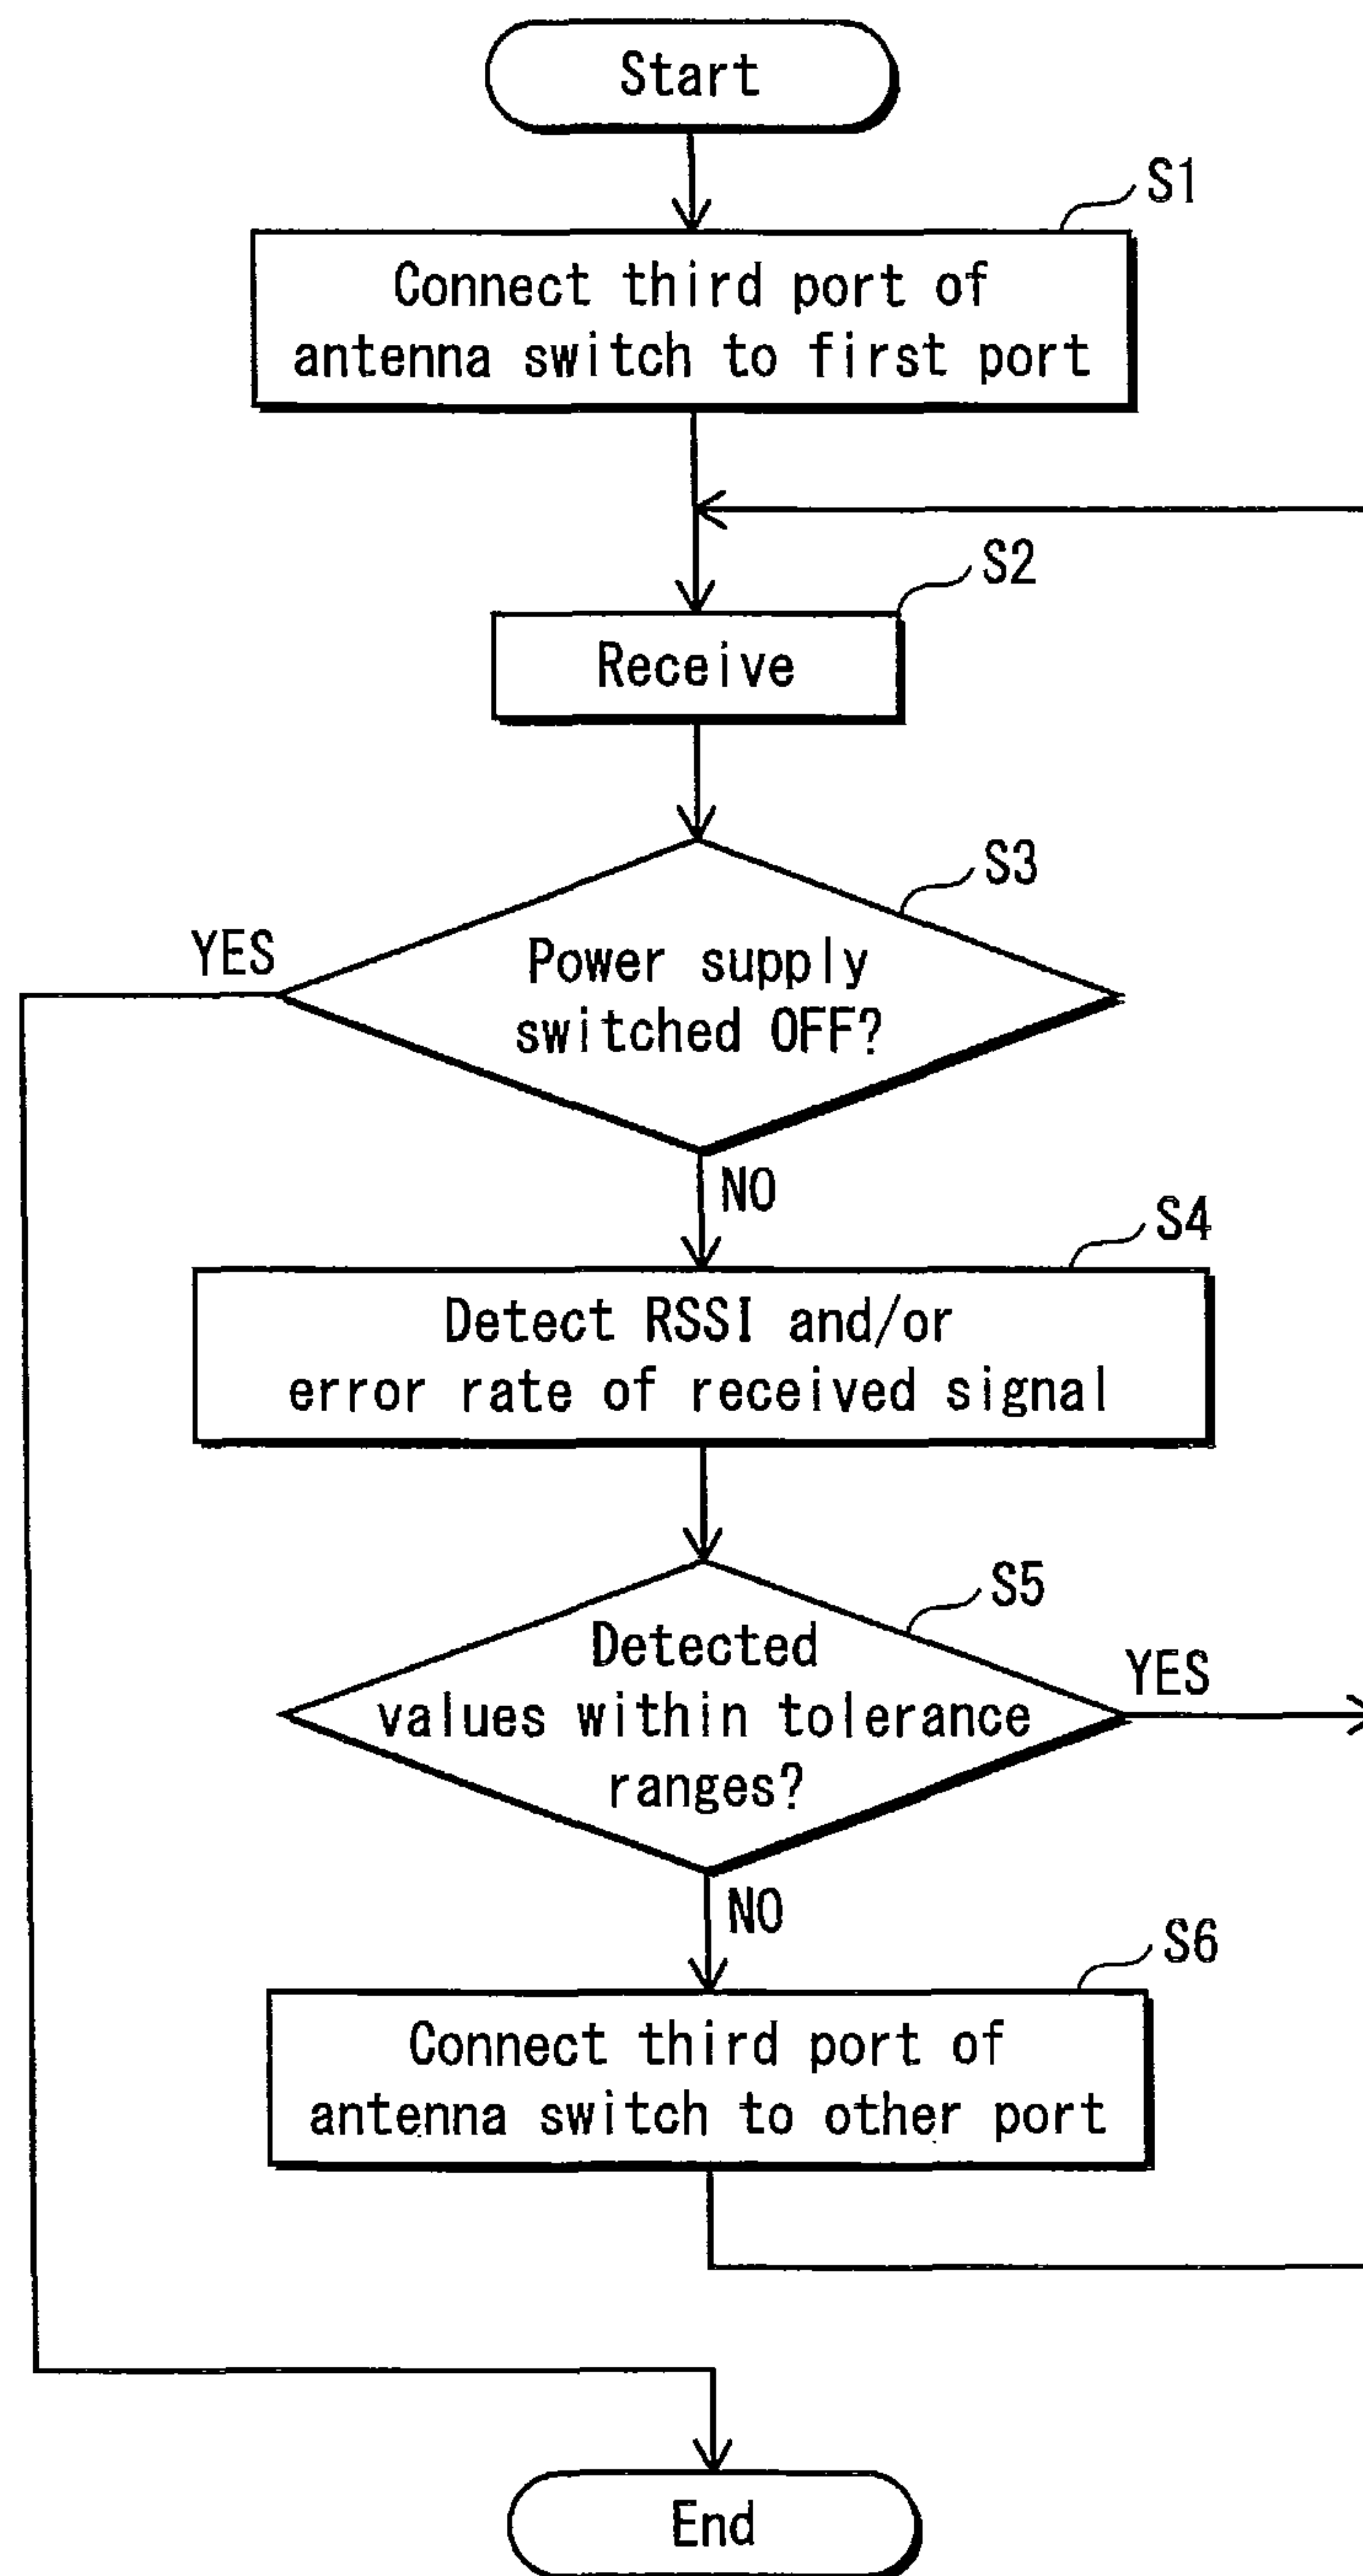 Start
S1
Connect third port of
antenna switch to first port
S2
Receive
S3
YES
Power supply
switched OFF?
NO
S4
Detect RSSI and/or
error rate of received signal
S5
Detected
values within tolerance
ranges?
YES
NO
S6
Connect third port of
antenna switch to other port
End